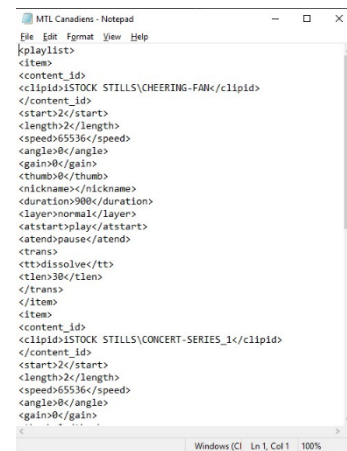 MTL Canadiens - Notepad
File Edit Format View Help
<playlist>
<item>
<content_id>
<clipid>iSTOCK STILLS\CHEERING-FAN</clipid>
</content_id>
<start>2</start>
<length>2</length>
<speed>65536</speed>
<angle>0</angle>
<gain>0</gain>
<thumb>0</thumb>
<nickname></nickname>
<duration>900</duration>
<layer>normal</layer>
<atstart>play</atstart>
<atend>pause</atend>
<trans>
<tt>dissolve</tt>
<tlen>30</tlen>
</trans>
</item>
<item>
<content_id>
<clipid>iSTOCK STILLS\CONCERT-SERIES_1</clipid>
</content_id>
<start>2</start>
<length>2</length>
<speed>65536</speed>
<angle>0</angle>
<gain>0</gain>
Windows (CI Ln 1, Col 1 100%